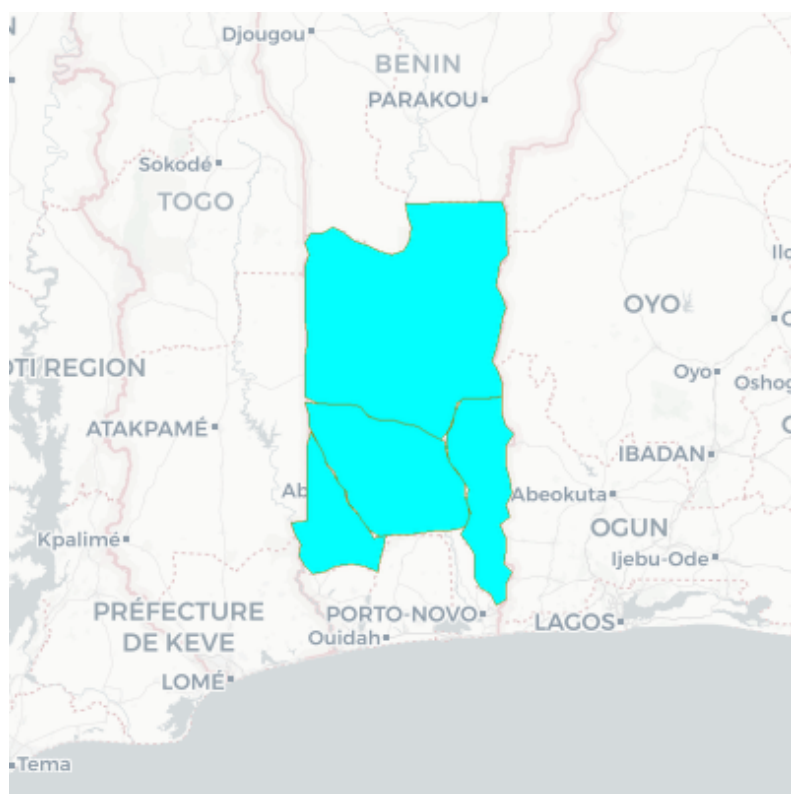 Djougou
BENIN
PARAKOU
Sokodé
TOGO
OYO
OTI REGION
Oyo
Oshog
ATAKPAMÉ
IBADAN
Ab
Abeokuta
OGUN
Kpalimé
Ijebu-Ode
PRÉFECTURE
DE KEVE
PORTO-NOVO
LAGOS
Ouidah
LOMÉ
Tema